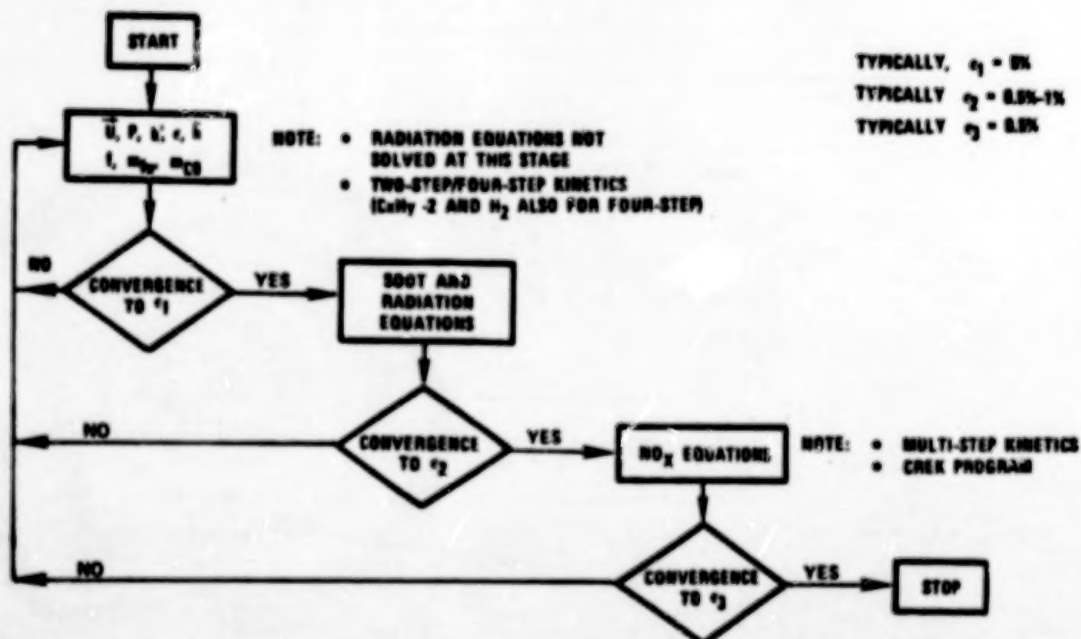 START
TYPICALLY, ϵ₁ = 5%
TYPICALLY ϵ₂ = 0.5%-1%
TYPICALLY ϵ₃ = 0.5%
U⃗, P, k, ϵ, h
f, m CO
NOTE: • RADIATION EQUATIONS NOT
SOLVED AT THIS STAGE
• TWO-STEP/FOUR-STEP KINETICS
(CxHy -2 AND H₂ ALSO FOR FOUR-STEP)
NO
CONVERGENCE
TO ϵ₁
YES
SOOT AND
RADIATION
EQUATIONS
NO
CONVERGENCE
TO ϵ₂
YES
NOX EQUATIONS
NOTE: • MULTI-STEP KINETICS
• CREK PROGRAM
NO
CONVERGENCE
TO ϵ₃
YES
STOP